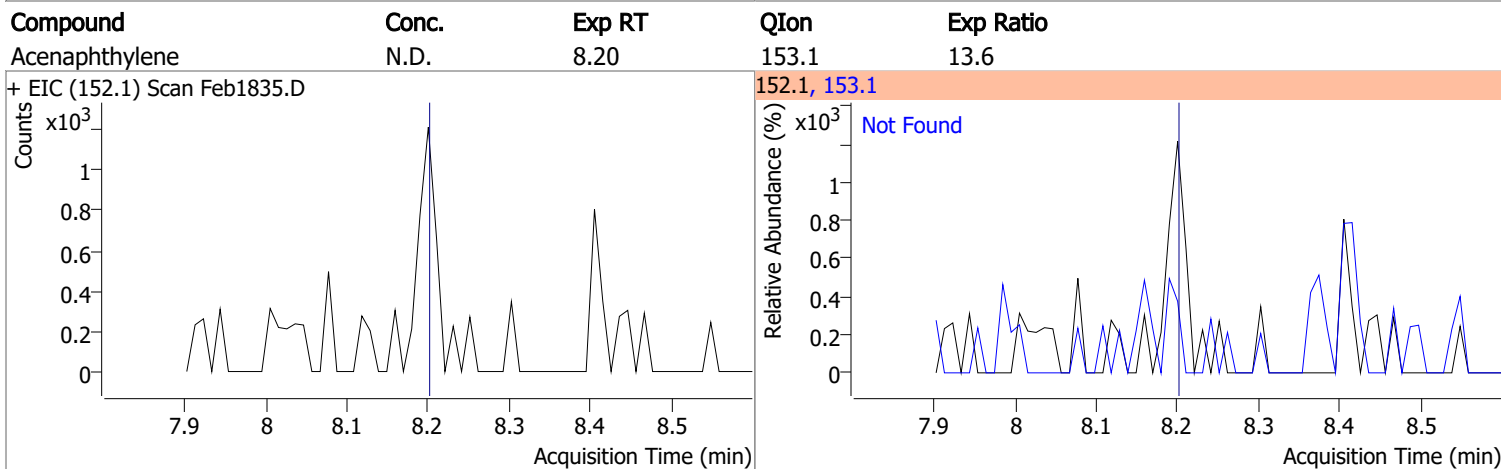 Compound Conc. Exp RT QIon Exp Ratio
Acenaphthylene N.D. 8.20 153.1 13.6
+ EIC (152.1) Scan Feb1835.D
Counts
x10³
1
0.8
0.6
0.4
0.2
0
7.9 8 8.1 8.2 8.3 8.4 8.5
Acquisition Time (min)
152.1, 153.1
Relative Abundance (%)
x10³
Not Found
1
0.8
0.6
0.4
0.2
0
7.9 8 8.1 8.2 8.3 8.4 8.5
Acquisition Time (min)